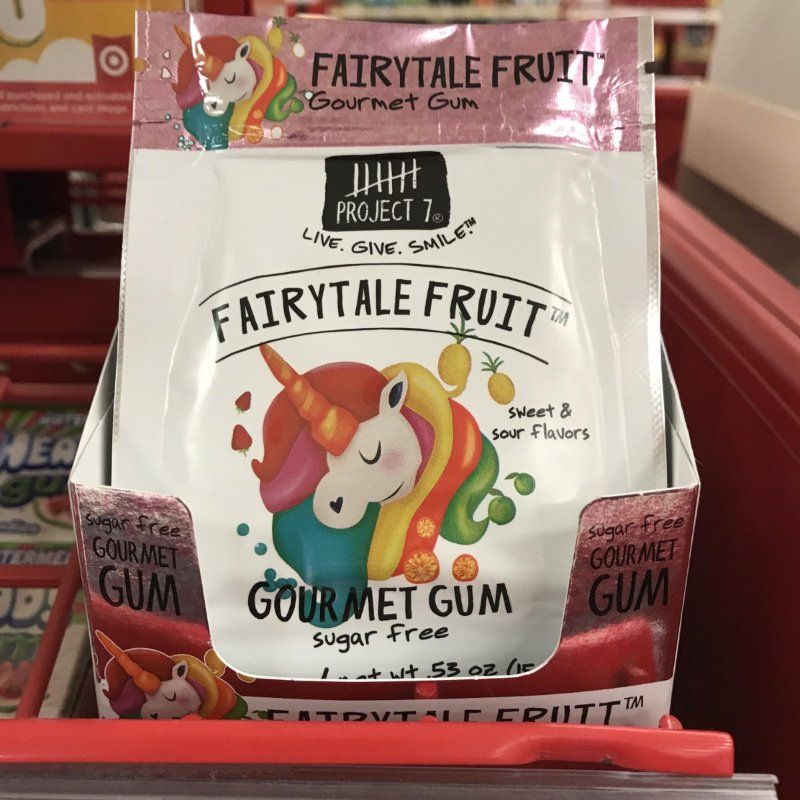 FAIRYTALE FRUIT™
Gourmet Gum
PROJECT 7®
LIVE. GIVE. SMILE.™
FAIRYTALE FRUIT™
sweet &
sour flavors
GOURMET GUM
sugar free
net wt .53 oz (15
sugar free
GOURMET
GUM
sugar free
GOURMET
GUM
FAIRYTALE FRUIT™